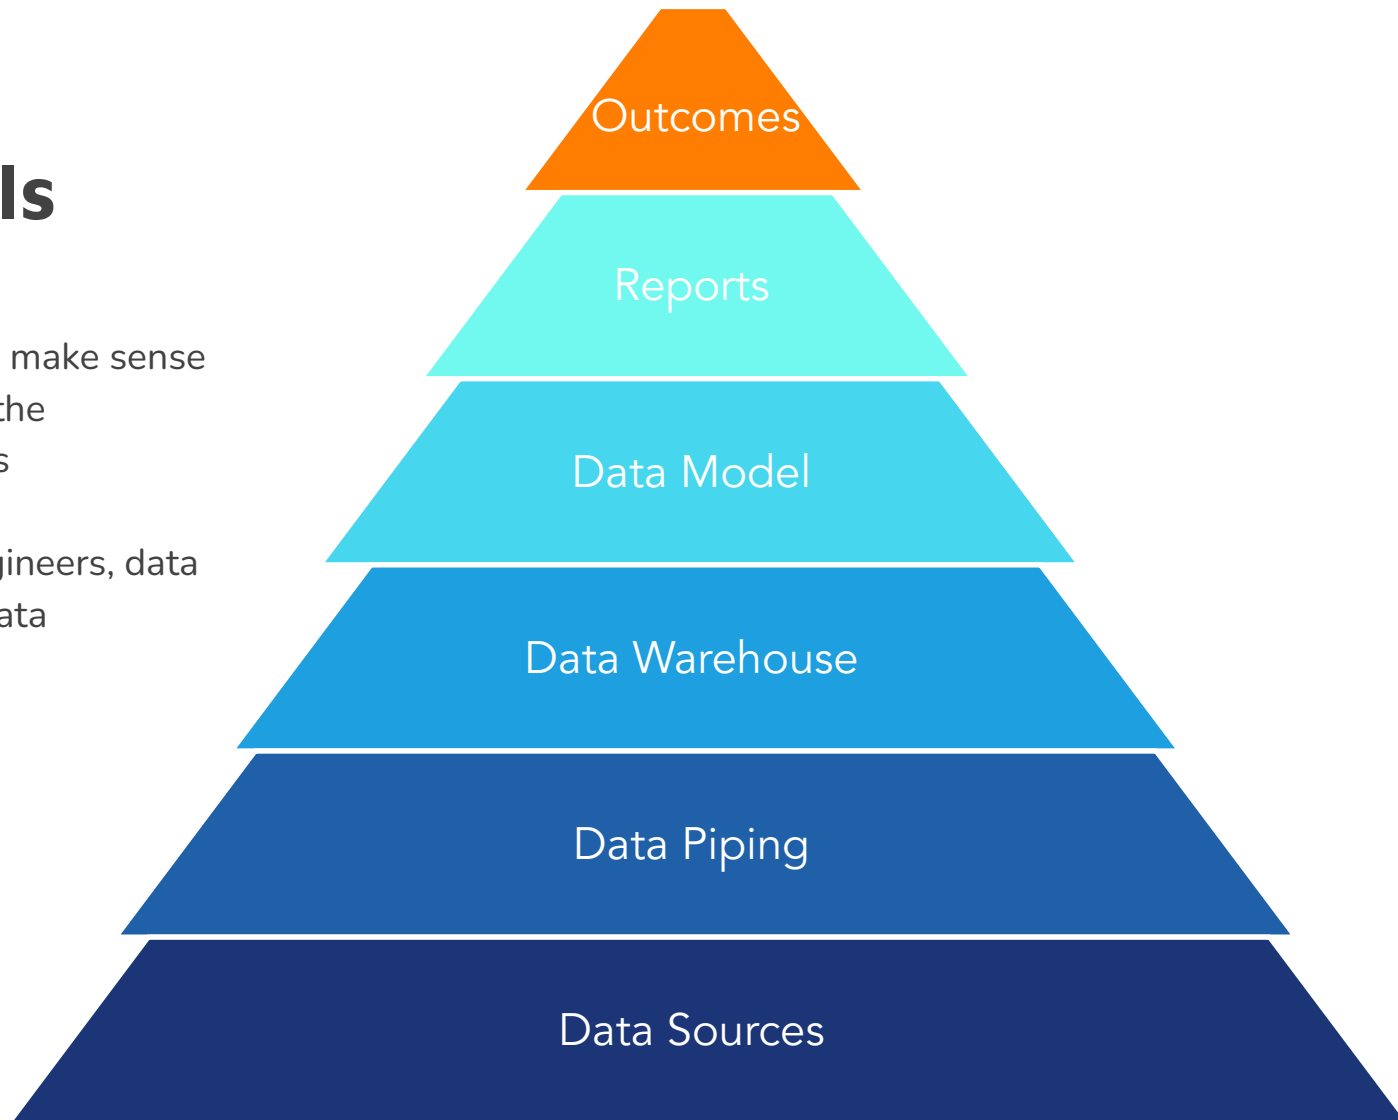 ls
make sense
the
s
gineers, data
ata
Outcomes
Reports
Data Model
Data Warehouse
Data Piping
Data Sources